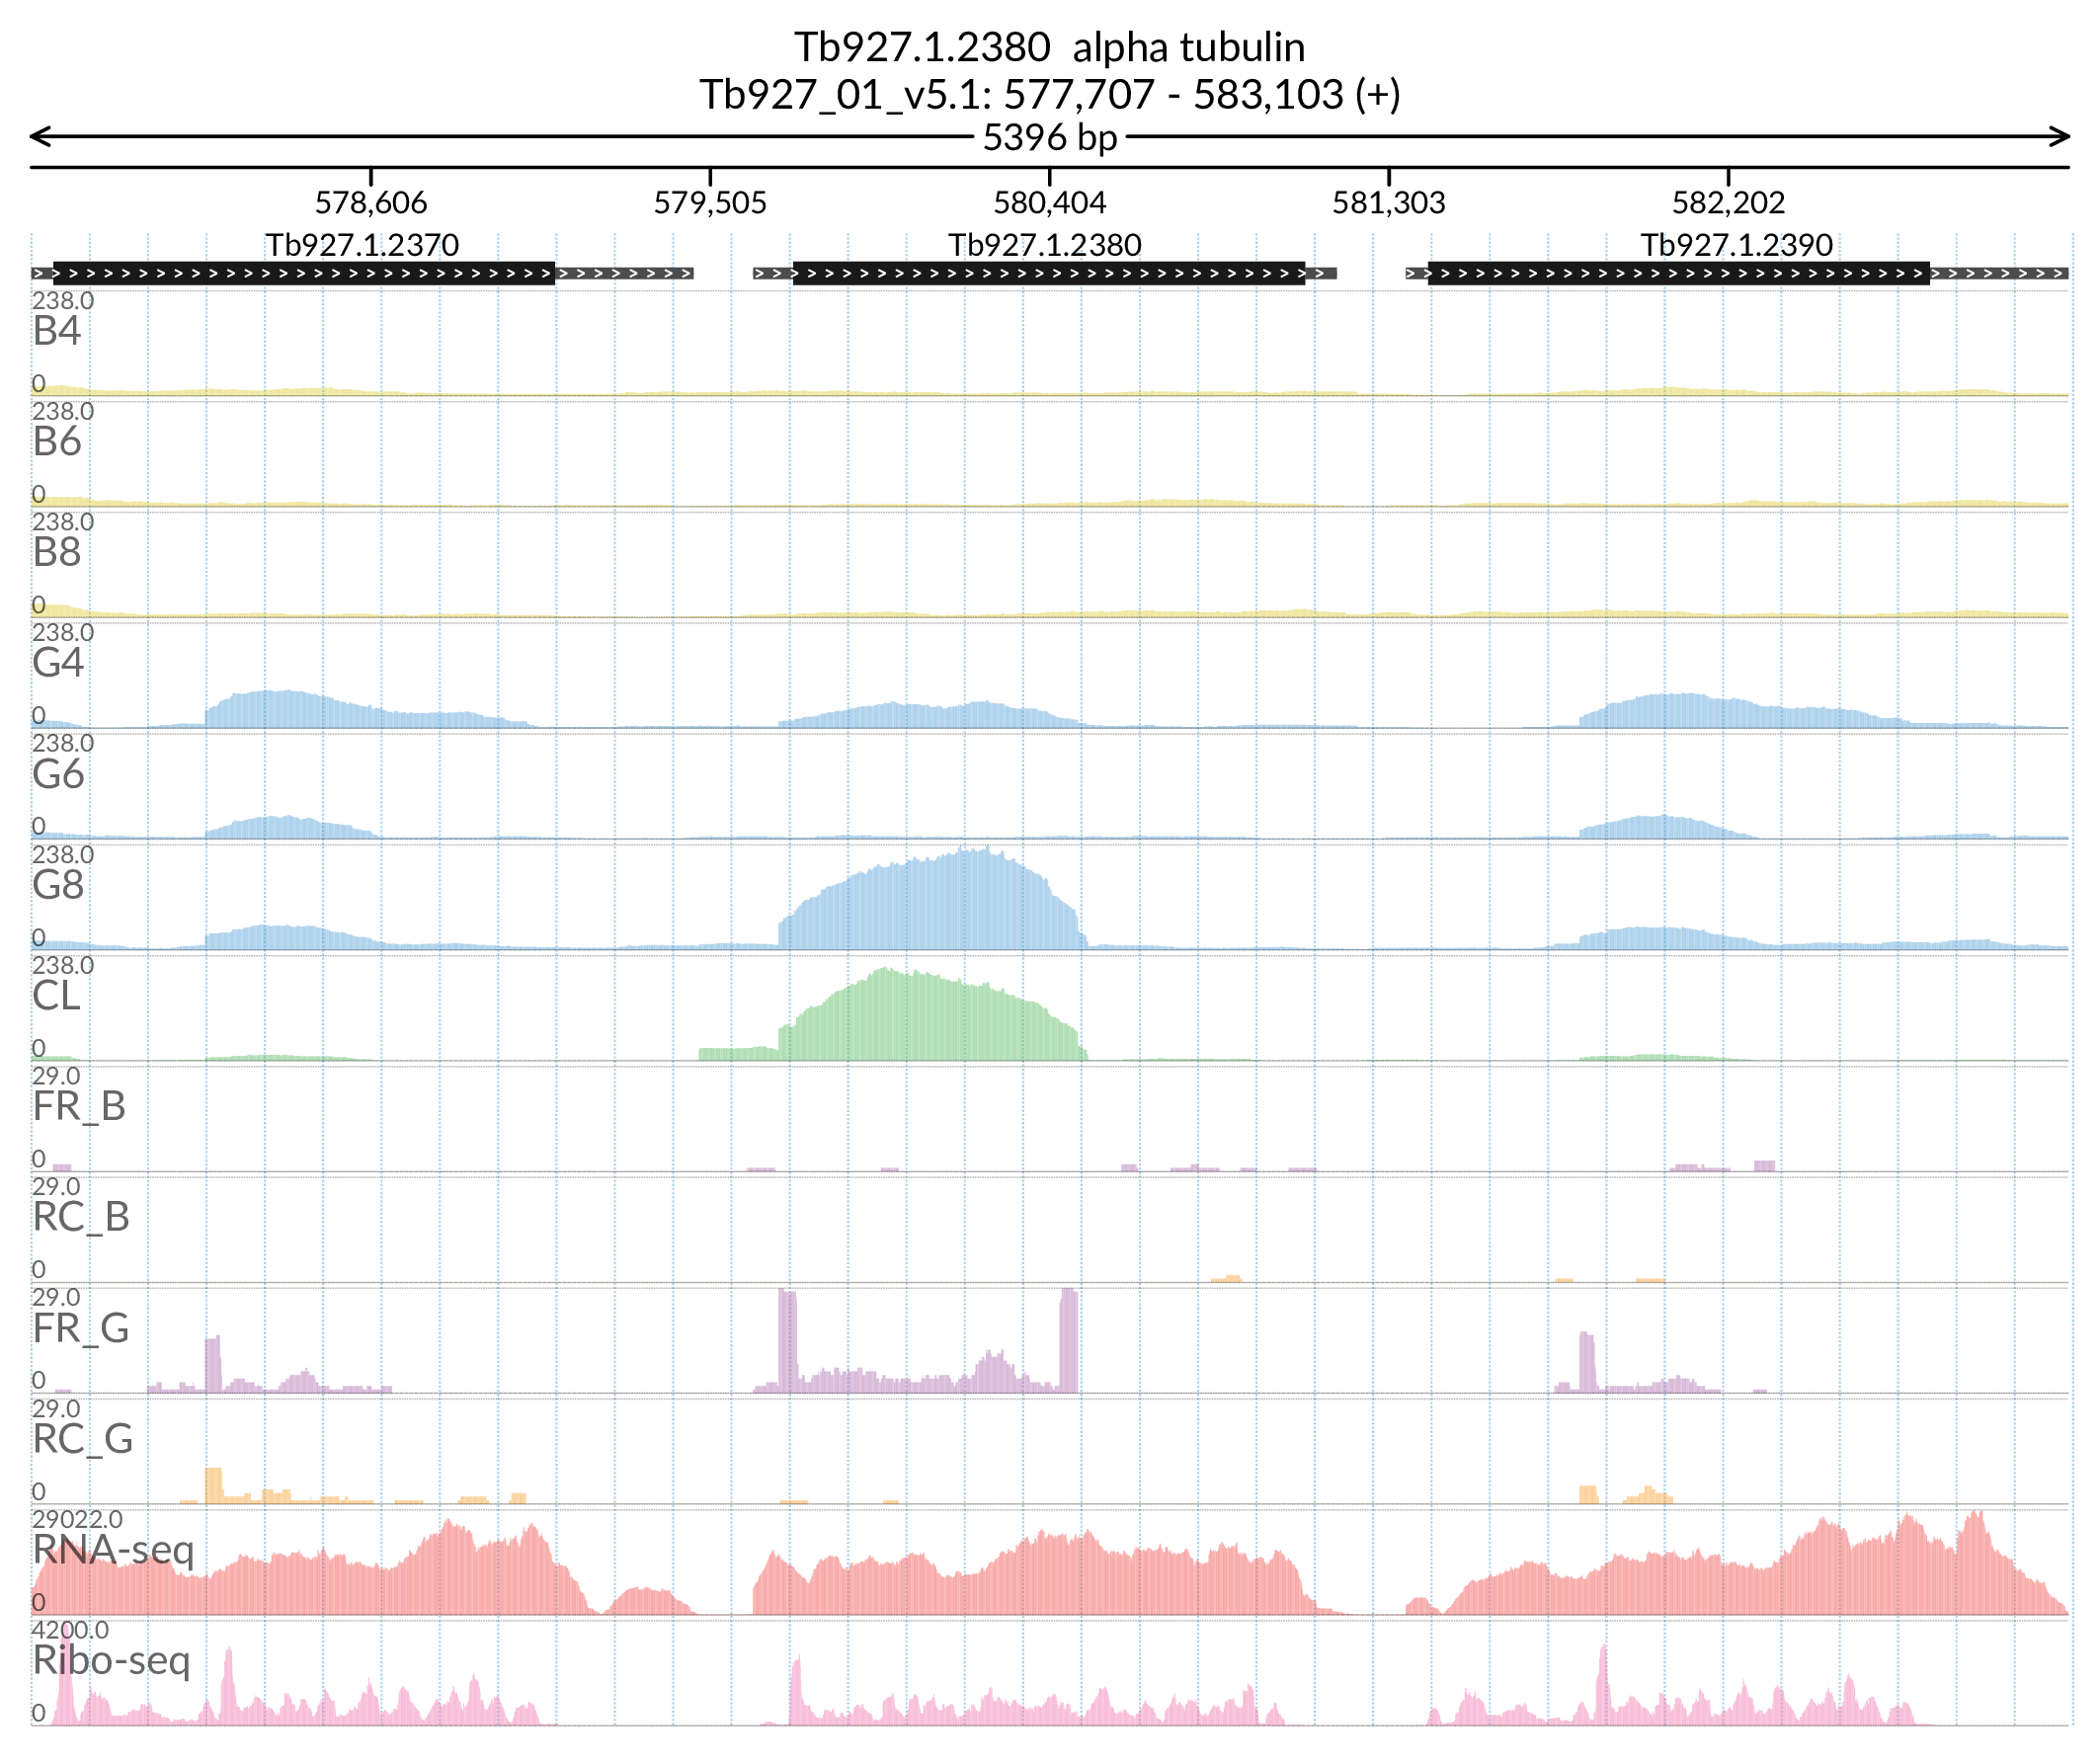 Tb927.1.2380 alpha tubulin
Tb927_01_v5.1: 577,707 - 583,103 (+)
5396 bp
578,606 579,505 580,404 581,303 582,202
Tb927.1.2370 Tb927.1.2380 Tb927.1.2390
238.0
B4
0
238.0
B6
0
238.0
B8
0
238.0
G4
0
238.0
G6
0
238.0
G8
0
238.0
CL
0
29.0
FR_B
0
29.0
RC_B
0
29.0
FR_G
0
29.0
RC_G
0
29022.0
RNA-seq
0
4200.0
Ribo-seq
0